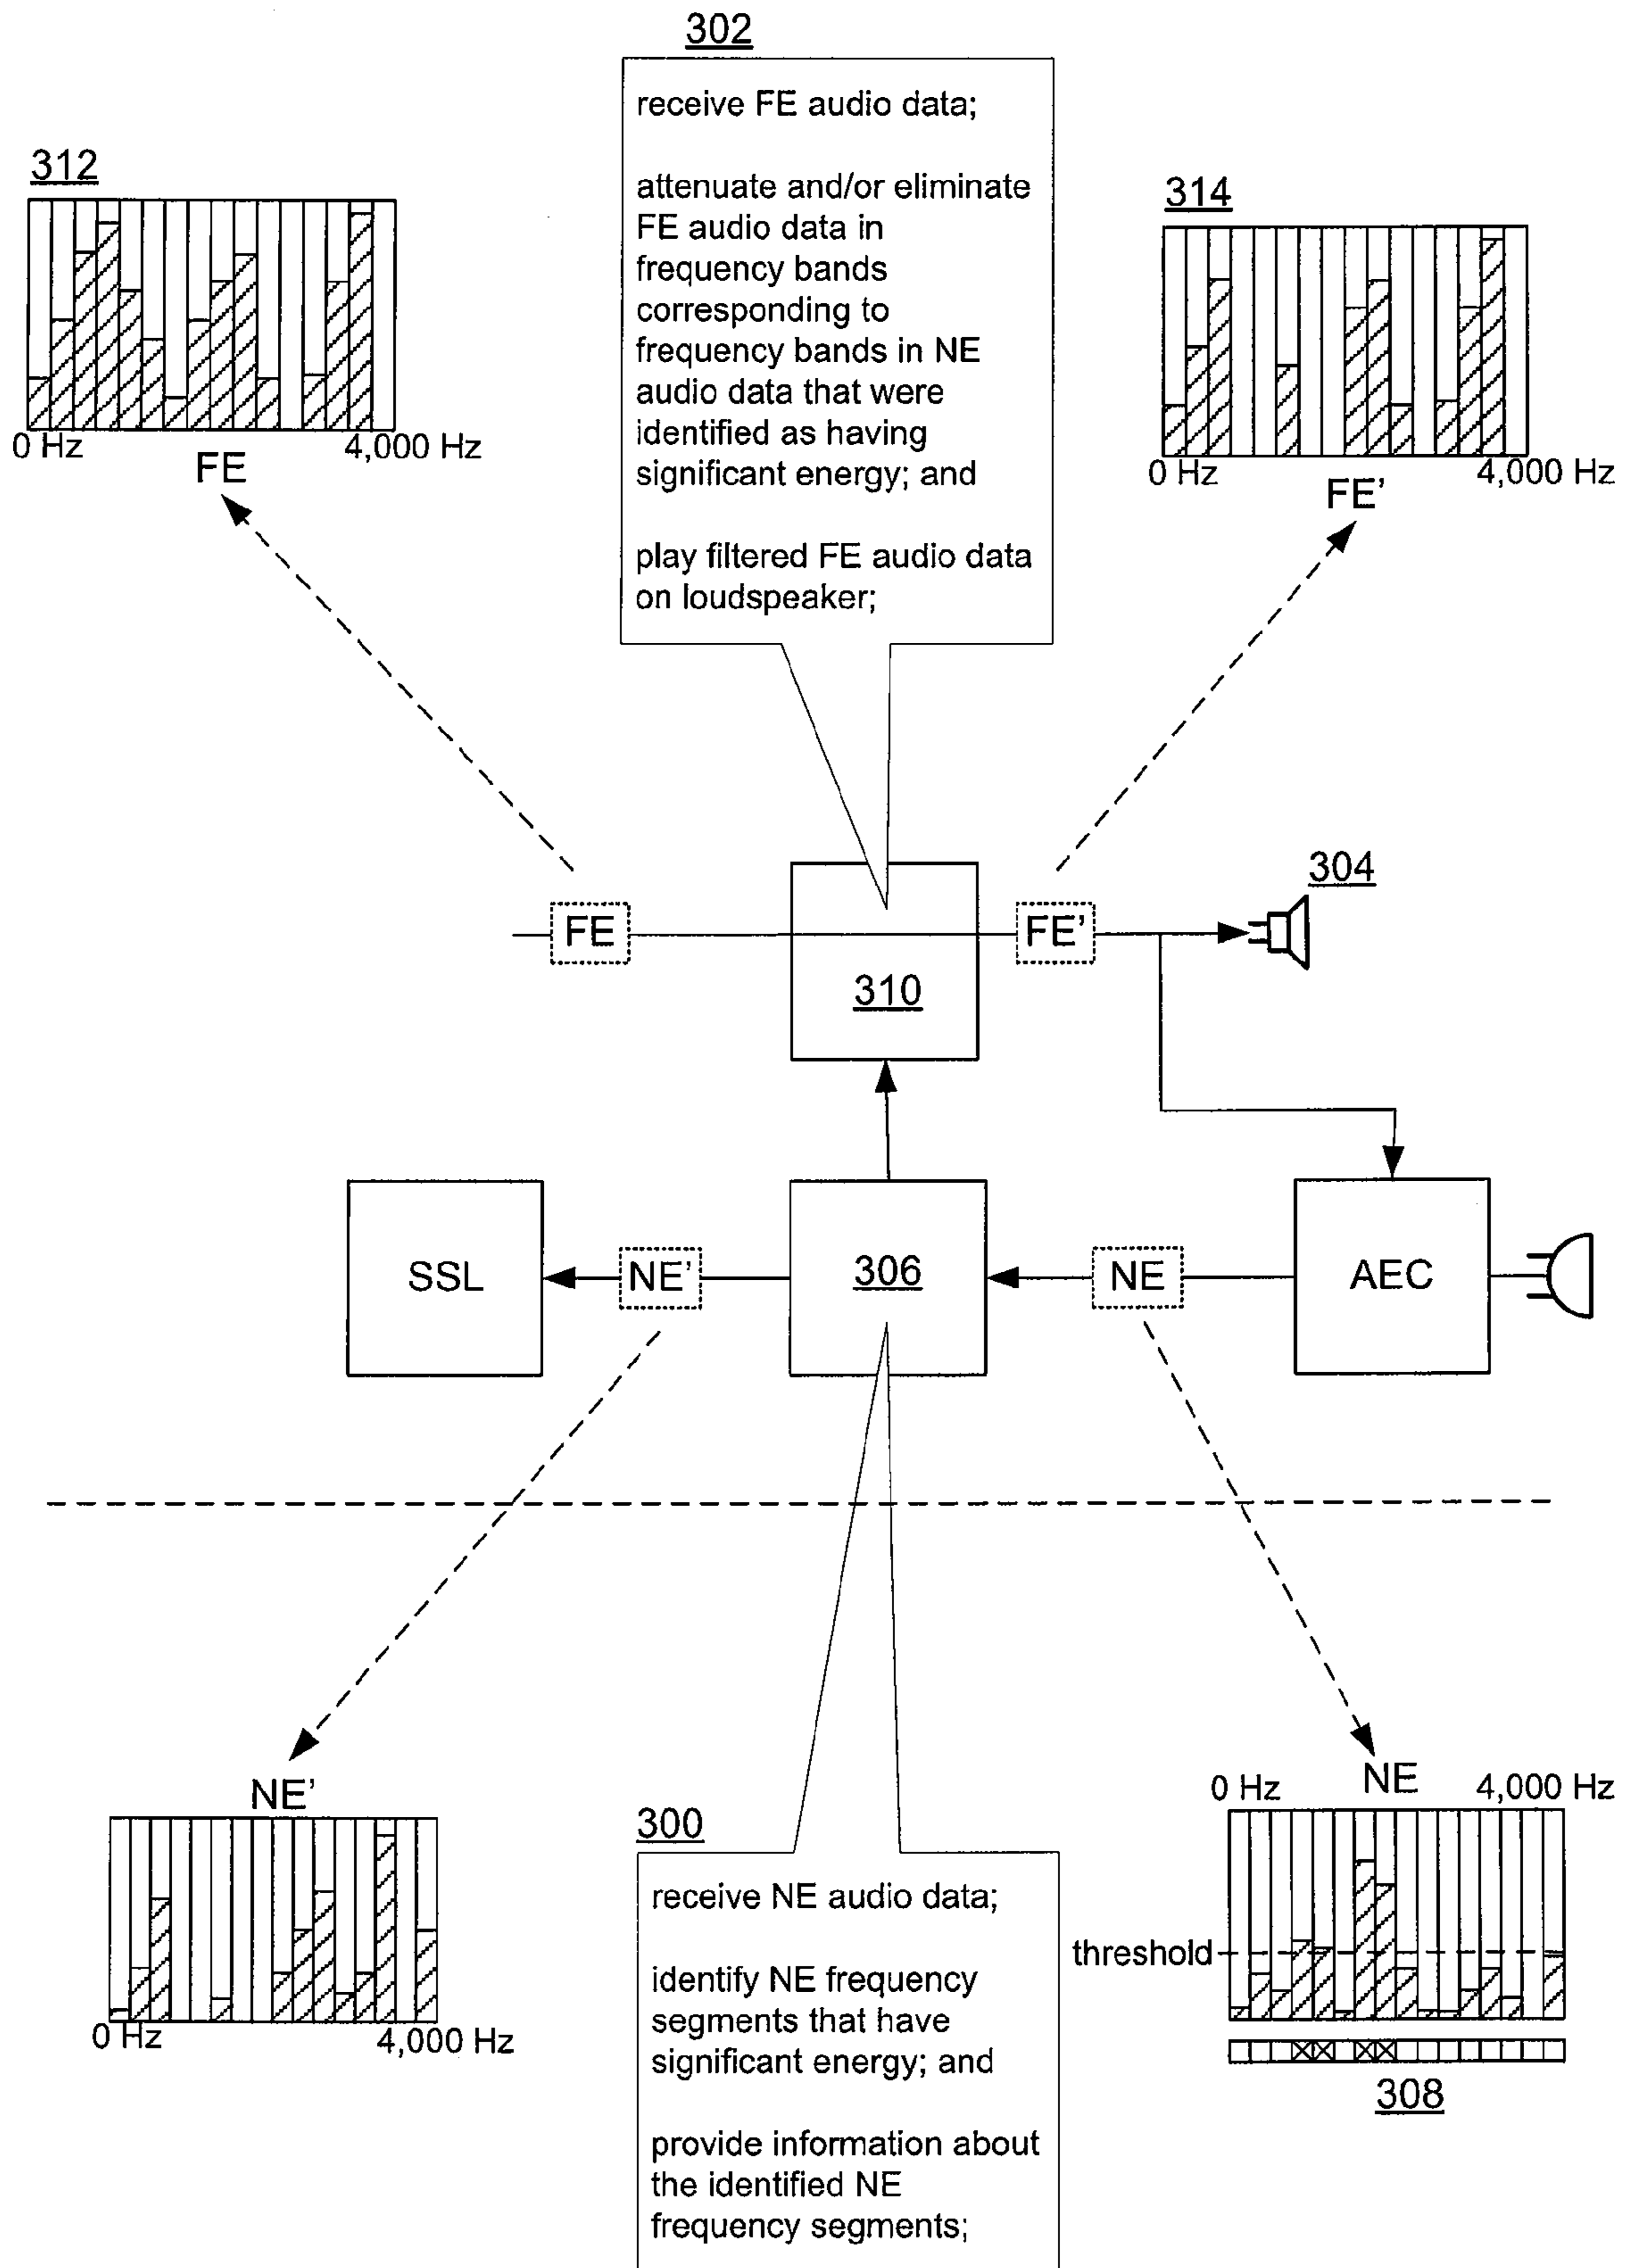 302
receive FE audio data;
attenuate and/or eliminate
FE audio data in
frequency bands
corresponding to
frequency bands in NE
audio data that were
identified as having
significant energy; and
play filtered FE audio data
on loudspeaker;
312
0 Hz
4,000 Hz
FE
314
0 Hz
4,000 Hz
FE’
304
FE
FE’
310
SSL
NE’
306
NE
AEC
NE’
0 Hz
4,000 Hz
300
receive NE audio data;
identify NE frequency
segments that have
significant energy; and
provide information about
the identified NE
frequency segments;
NE
0 Hz
4,000 Hz
threshold
308